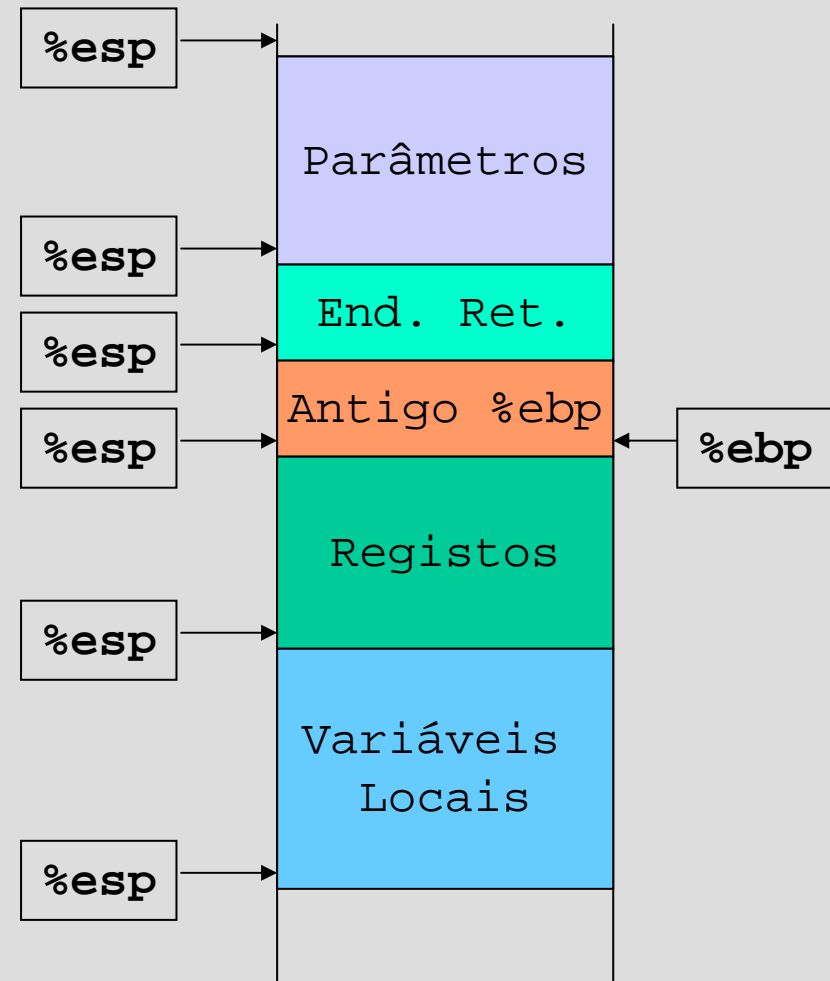 %esp
Parâmetros
%esp
End. Ret.
%esp
Antigo %ebp
%esp
%ebp
Registos
%esp
Variáveis
Locais
%esp